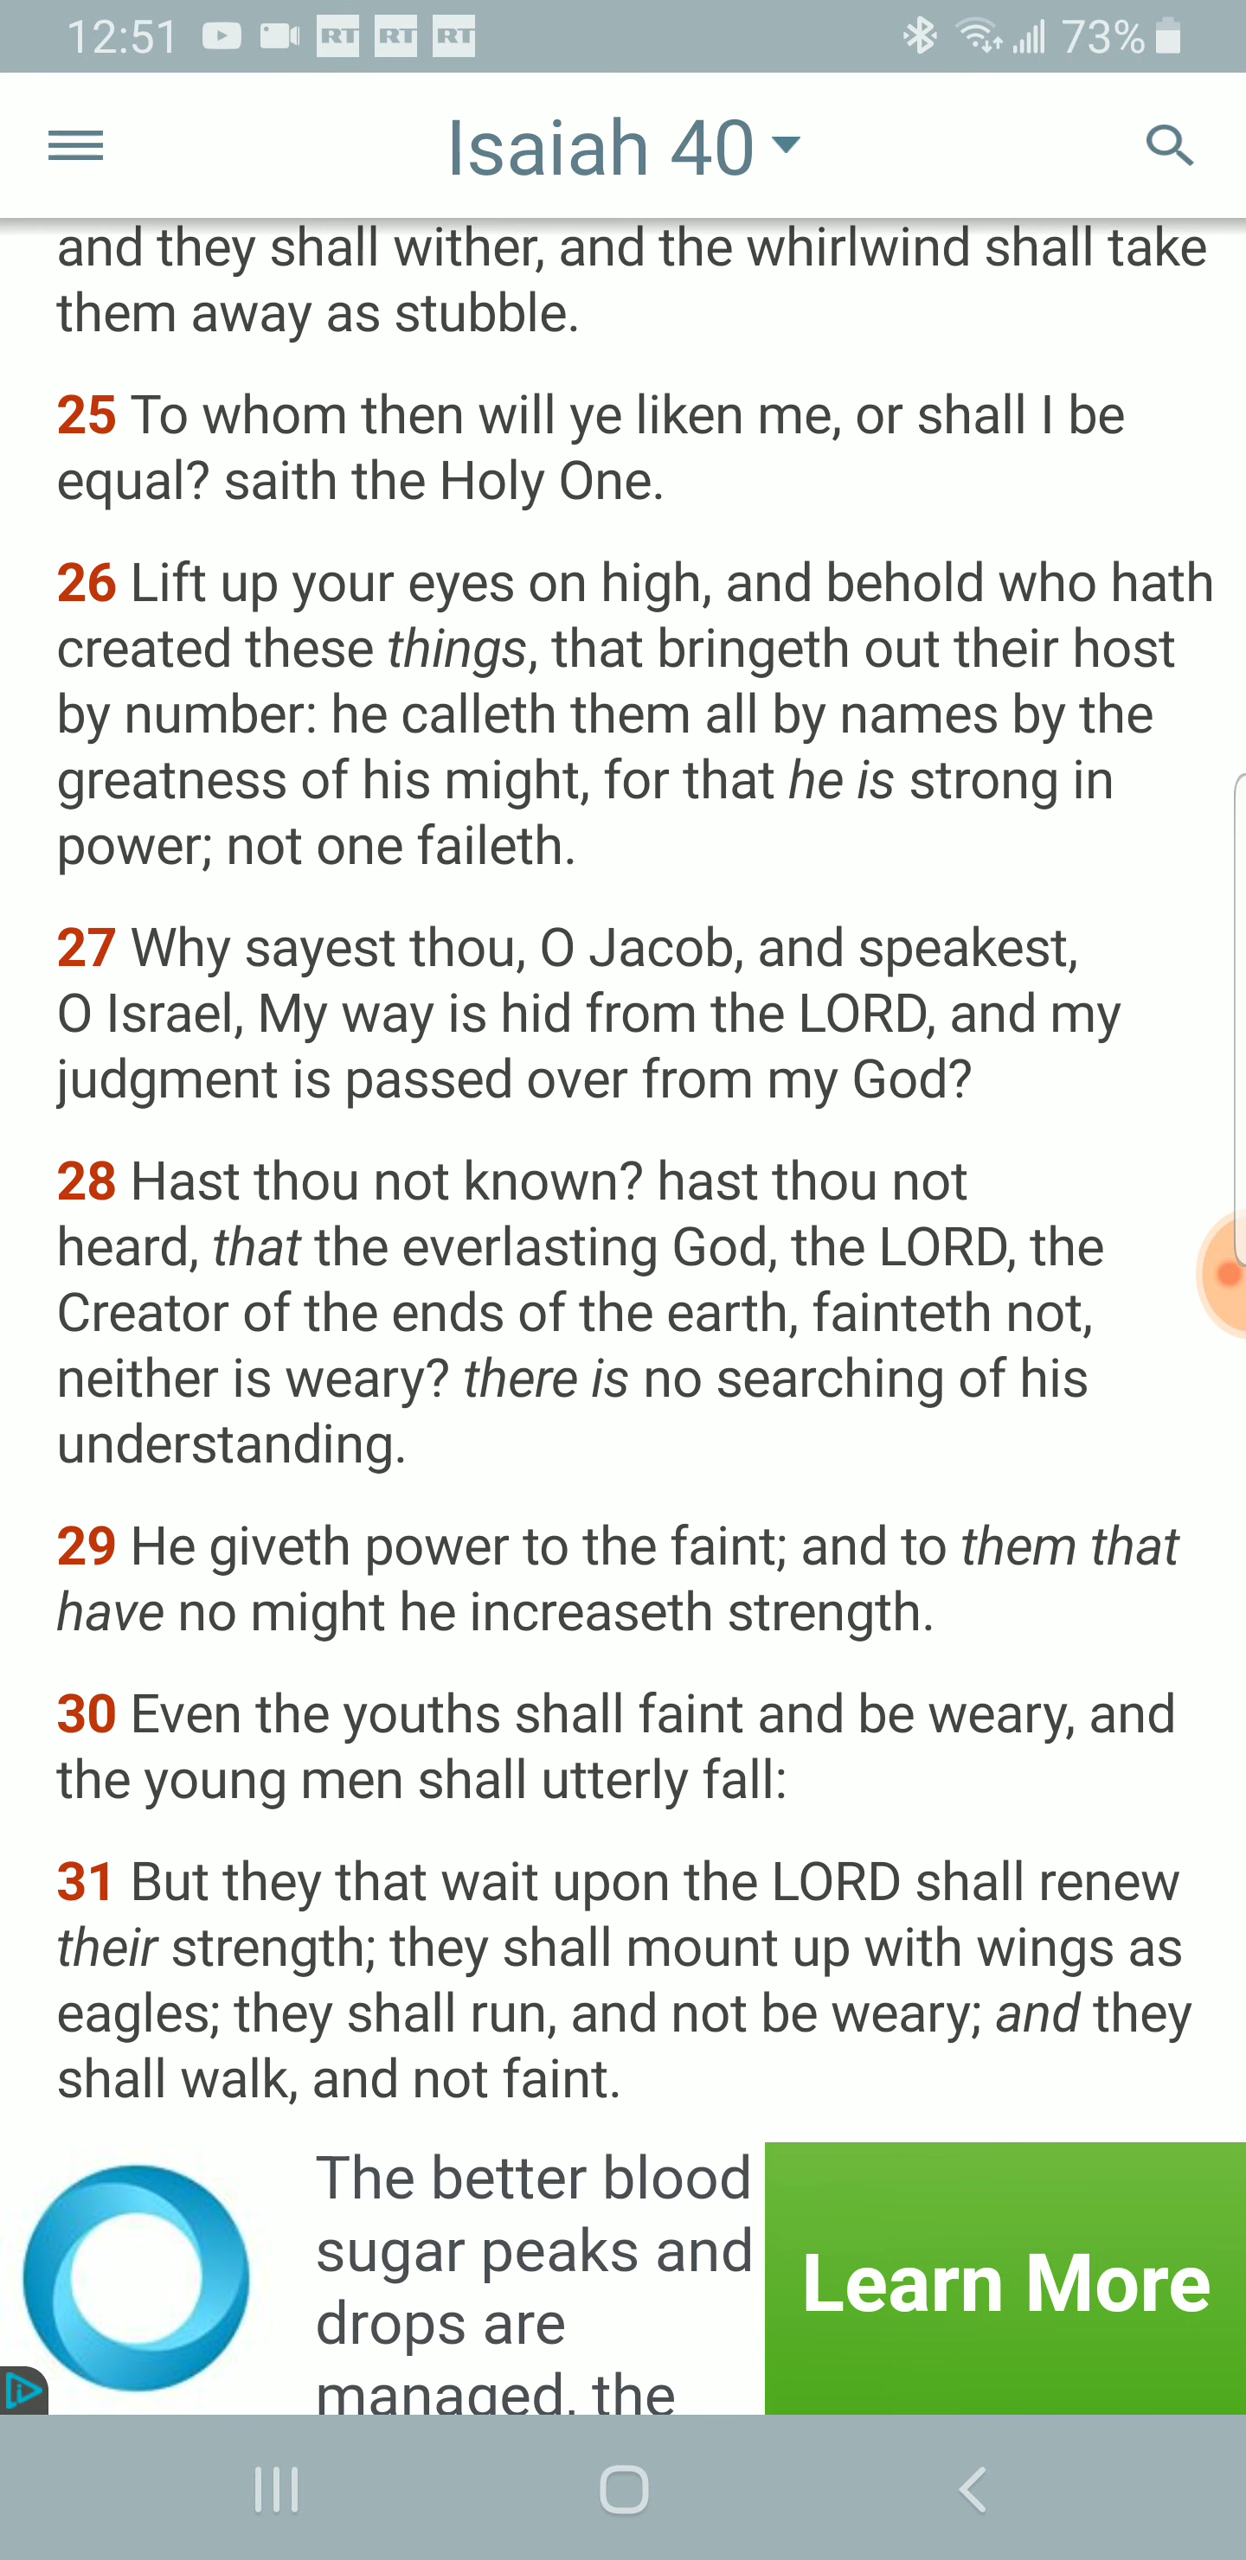 12:51 RT RT RT 73%
Isaiah 40
and they shall wither, and the whirlwind shall take
them away as stubble.
25 To whom then will ye liken me, or shall I be
equal? saith the Holy One.
26 Lift up your eyes on high, and behold who hath
created these things, that bringeth out their host
by number: he calleth them all by names by the
greatness of his might, for that he is strong in
power; not one faileth.
27 Why sayest thou, O Jacob, and speakest,
O Israel, My way is hid from the LORD, and my
judgment is passed over from my God?
28 Hast thou not known? hast thou not
heard, that the everlasting God, the LORD, the
Creator of the ends of the earth, fainteth not,
neither is weary? there is no searching of his
understanding.
29 He giveth power to the faint; and to them that
have no might he increaseth strength.
30 Even the youths shall faint and be weary, and
the young men shall utterly fall:
31 But they that wait upon the LORD shall renew
their strength; they shall mount up with wings as
eagles; they shall run, and not be weary; and they
shall walk, and not faint.
The better blood
sugar peaks and
drops are
managed, the
Learn More